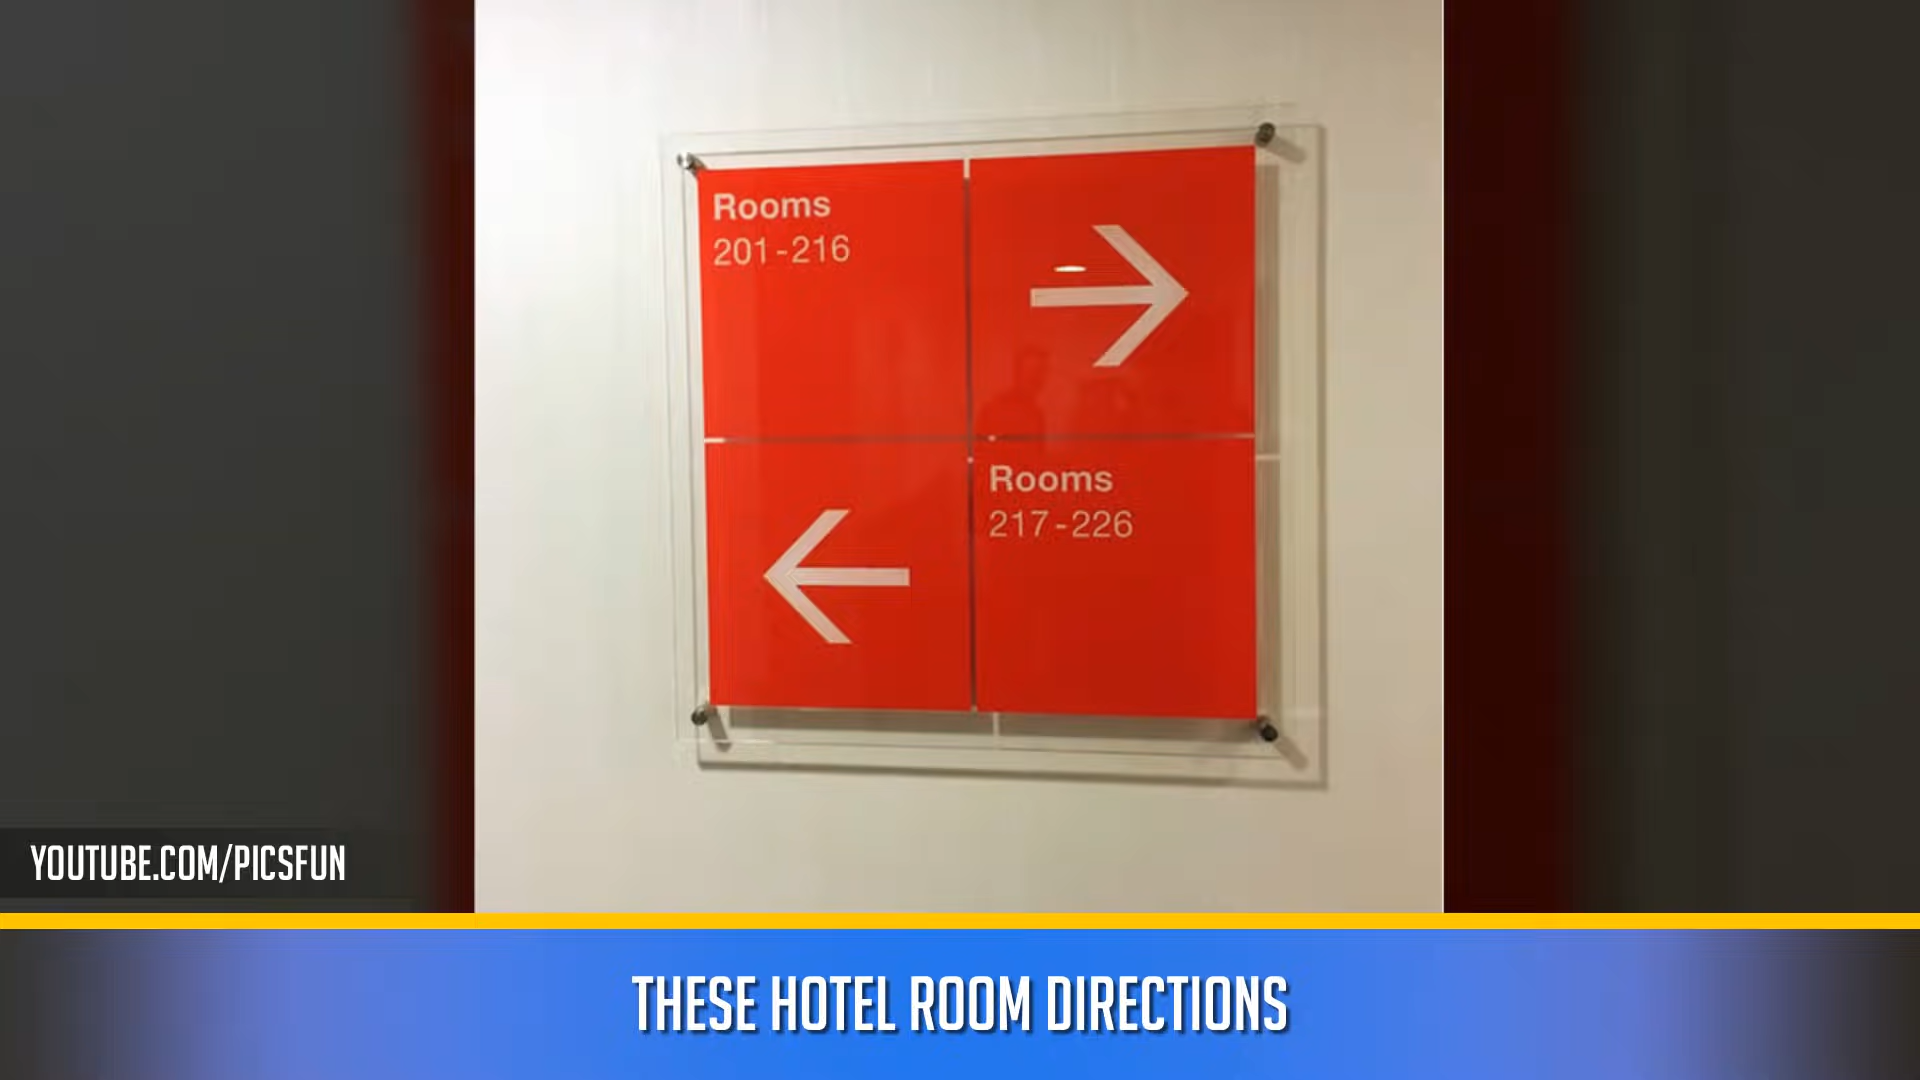 Rooms
201-216
Rooms
217-226
YOUTUBE.COM/PICSFUN
THESE HOTEL ROOM DIRECTIONS